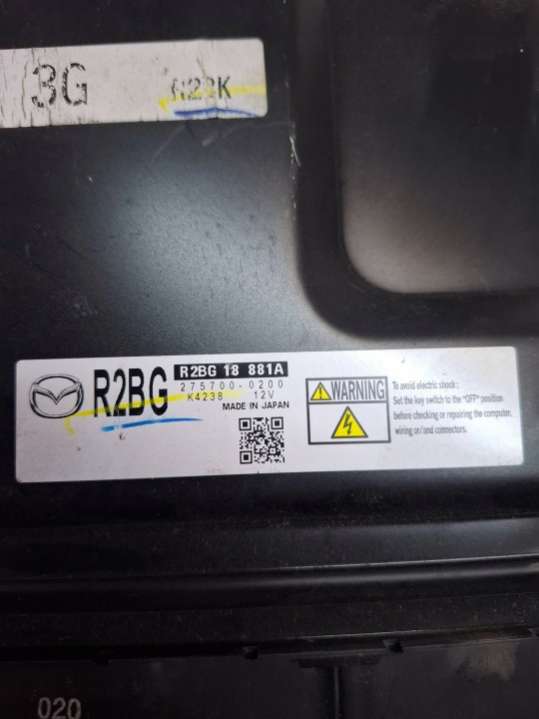 3G
R2BG
R2BG 18 881A
275700-0200
K4238 12V
MADE IN JAPAN
WARNING
To avoid electric shock :
Set the key switch to the "OFF" position
before checking or repairing the computer,
wiring or/and connectors.
020